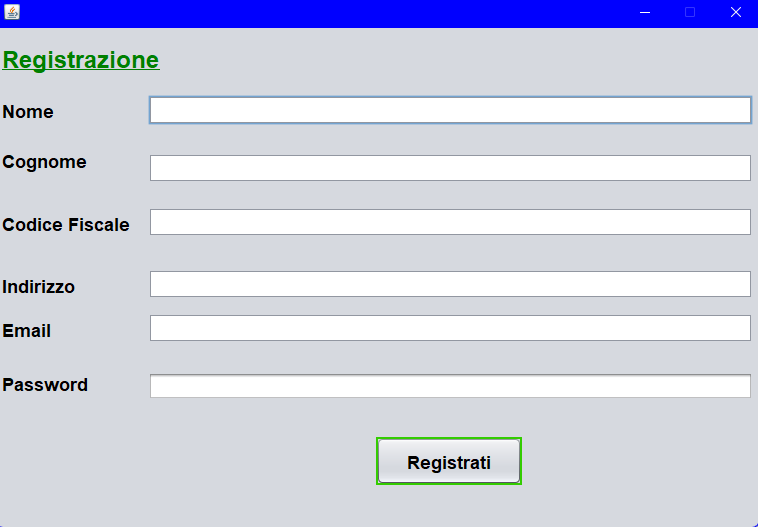 Registrazione
Nome
Cognome
Codice Fiscale
Indirizzo
Email
Password
Registrati